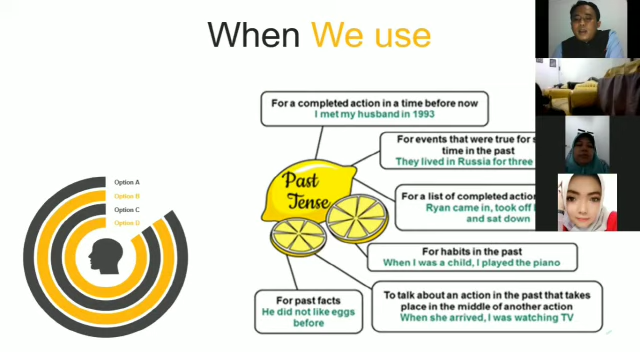 When We use
For a completed action in a time before now
I met my husband in 1993
For events that were true for
time in the past
They lived in Russia for three
For a list of completed
Ryan came in, took off
and sat down
Past
Tense
Option A
Option B
Option C
Option D
For habits in the past
When I was a child, I played the piano
For past facts
He did not like eggs
before
To talk about an action in the past that takes
place in the middle of another action
When she arrived, I was watching TV